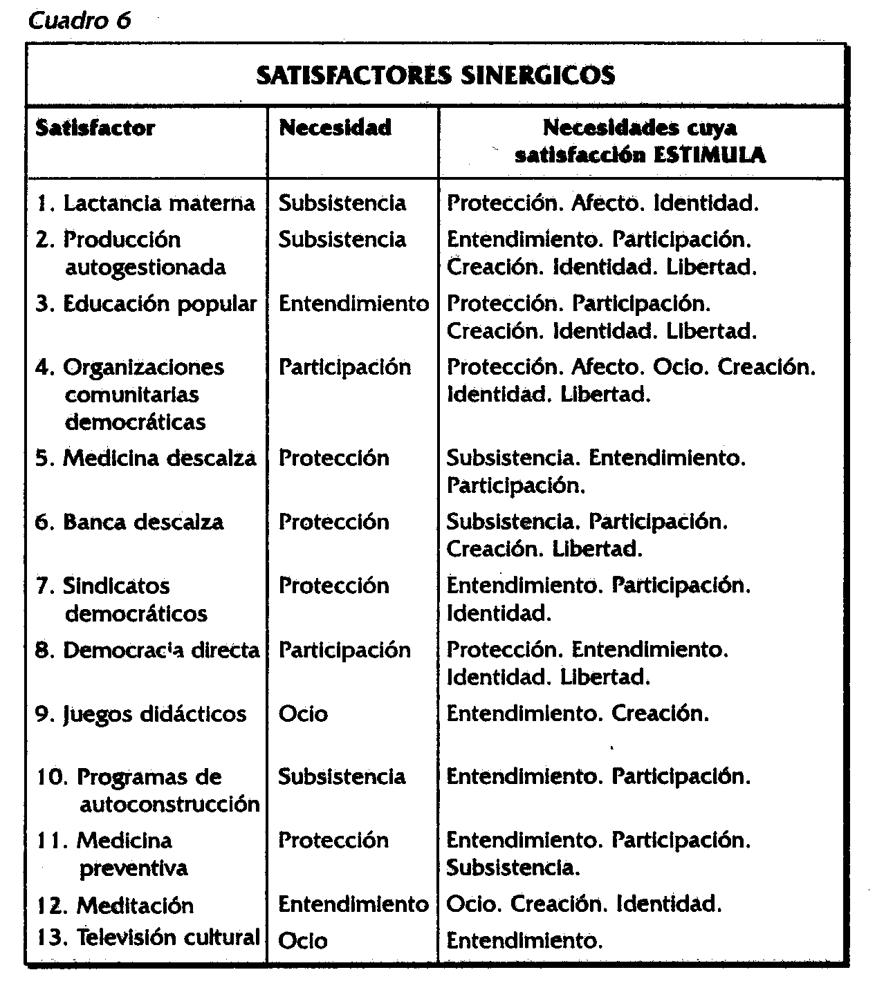 Cuadro 6
SATISFACTORES SINERGICOS
Satisfactor Necesidad Necesidades cuya
satisfacción ESTIMULA
1. Lactancia materna Subsistencia Protección. Afecto. Identidad.
2. Producción Subsistencia Entendimiento. Participación.
autogestionada Creación. Identidad. Libertad.
3. Educación popular Entendimiento Protección. Participación.
Creación. Identidad. Libertad.
4. Organizaciones Participación Protección. Afecto. Ocio. Creación.
comunitarias Identidad. Libertad.
democráticas
5. Medicina descalza Protección Subsistencia. Entendimiento.
Participación.
6. Banca descalza Protección Subsistencia. Participación.
Creación. Libertad.
7. Sindicatos Protección Entendimiento. Participación.
democráticos Identidad.
8. Democracia directa Participación Protección. Entendimiento.
Identidad. Libertad.
9. Juegos didácticos Ocio Entendimiento. Creación.
10. Programas de Subsistencia Entendimiento. Participación.
autoconstrucción
11. Medicina Protección Entendimiento. Participación.
preventiva Subsistencia.
12. Meditación Entendimiento Ocio. Creación. Identidad.
13. Televisión cultural Ocio Entendimiento.